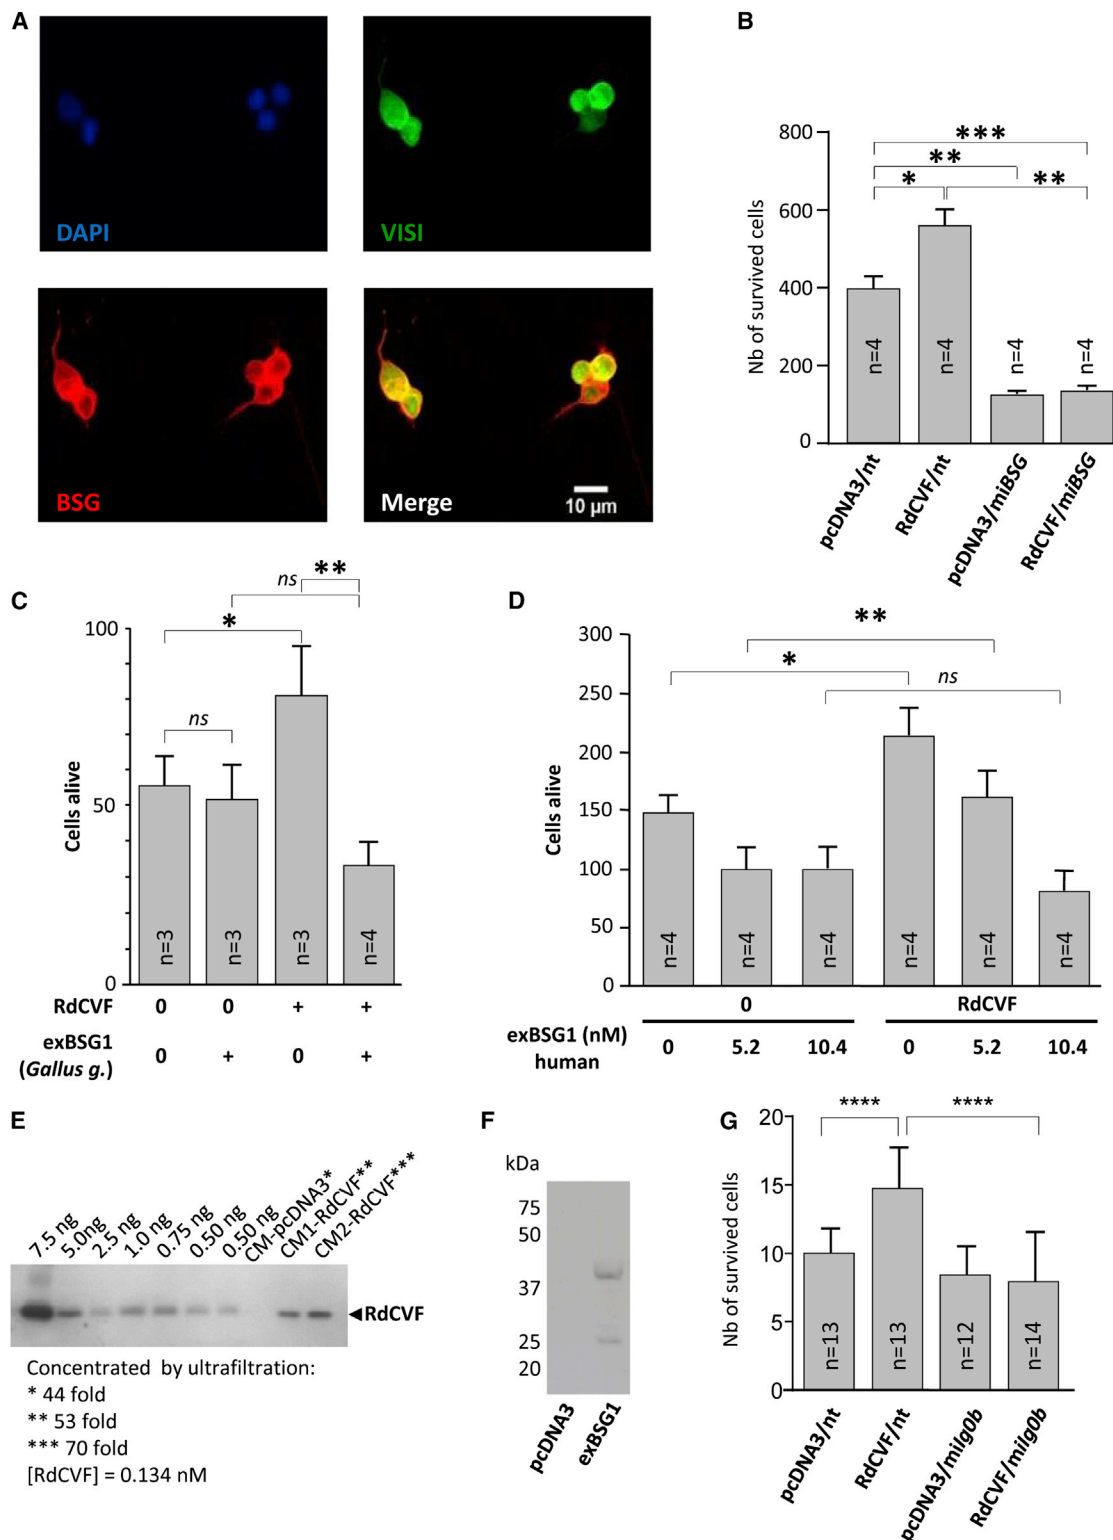 A
DAPI
VISI
BSG
Merge
10 µm
B
Nb of survived cells
800
600
400
200
0
***
**
*
**
n=4
n=4
n=4
n=4
pcDNA3/nt
RdCVF/nt
pcDNA3/miBSG
RdCVF/miBSG
C
Cells alive
100
50
0
**
ns
*
ns
n=3
n=3
n=3
n=4
RdCVF 0 0 + +
exBSG1
(Gallus g.) 0 + 0 +
D
Cells alive
300
250
200
150
100
50
0
**
*
ns
n=4
n=4
n=4
n=4
n=4
n=4
0 RdCVF
exBSG1 (nM)
human
0 5.2 10.4 0 5.2 10.4
E
7.5 ng
5.0ng
2.5 ng
1.0 ng
0.75 ng
0.50 ng
0.50 ng
CM-pcDNA3*
CM1-RdCVF**
CM2-RdCVF***
RdCVF
Concentrated by ultrafiltration:
* 44 fold
** 53 fold
*** 70 fold
[RdCVF] = 0.134 nM
F
kDa
75
50
37
25
20
pcDNA3
exBSG1
G
Nb of survived cells
20
15
10
5
0
****
****
n=13
n=13
n=12
n=14
pcDNA3/nt
RdCVF/nt
pcDNA3/miIg0b
RdCVF/miIg0b